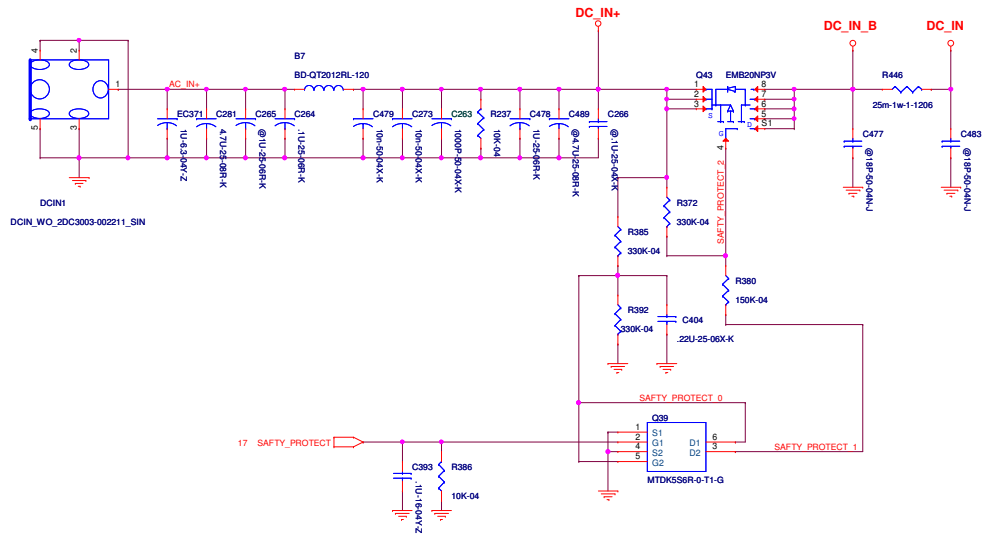 DC_IN+
DC_IN_B
DC_IN
4
2
B7
BD-QT2012RL-120
Q43
EMB20NP3V
R446
25m-1w-1-1206
1
AC_IN+
1
2
3
S
8
7
6
5
S1
D
G
4
5
3
EC371
.1U-6.3-04Y-Z
C281
4.7U-25-08R-K
C265
@1U-25-06R-K
C264
.1U-25-06R-K
C479
10n-50-04X-K
C273
10n-50-04X-K
C263
1000P-50-04X-K
R237
10K-04
C478
1U-25-06R-K
C489
@4.7U-25-08R-K
C266
@.1U-25-04X-K
C477
@18P-50-04N-J
C483
@18P-50-04N-J
DCIN1
DCIN_WO_2DC3003-002211_SIN
SAFTY_PROTECT_2
R372
330K-04
R385
330K-04
R380
150K-04
R392
330K-04
C404
.22U-25-06X-K
SAFTY_PROTECT_0
Q39
1
2
4
5
S1
G1
S2
G2
D1
D2
6
3
SAFTY_PROTECT_1
MTDK5S6R-0-T1-G
17 SAFTY_PROTECT
C393
.1U-16-04Y-Z
R386
10K-04